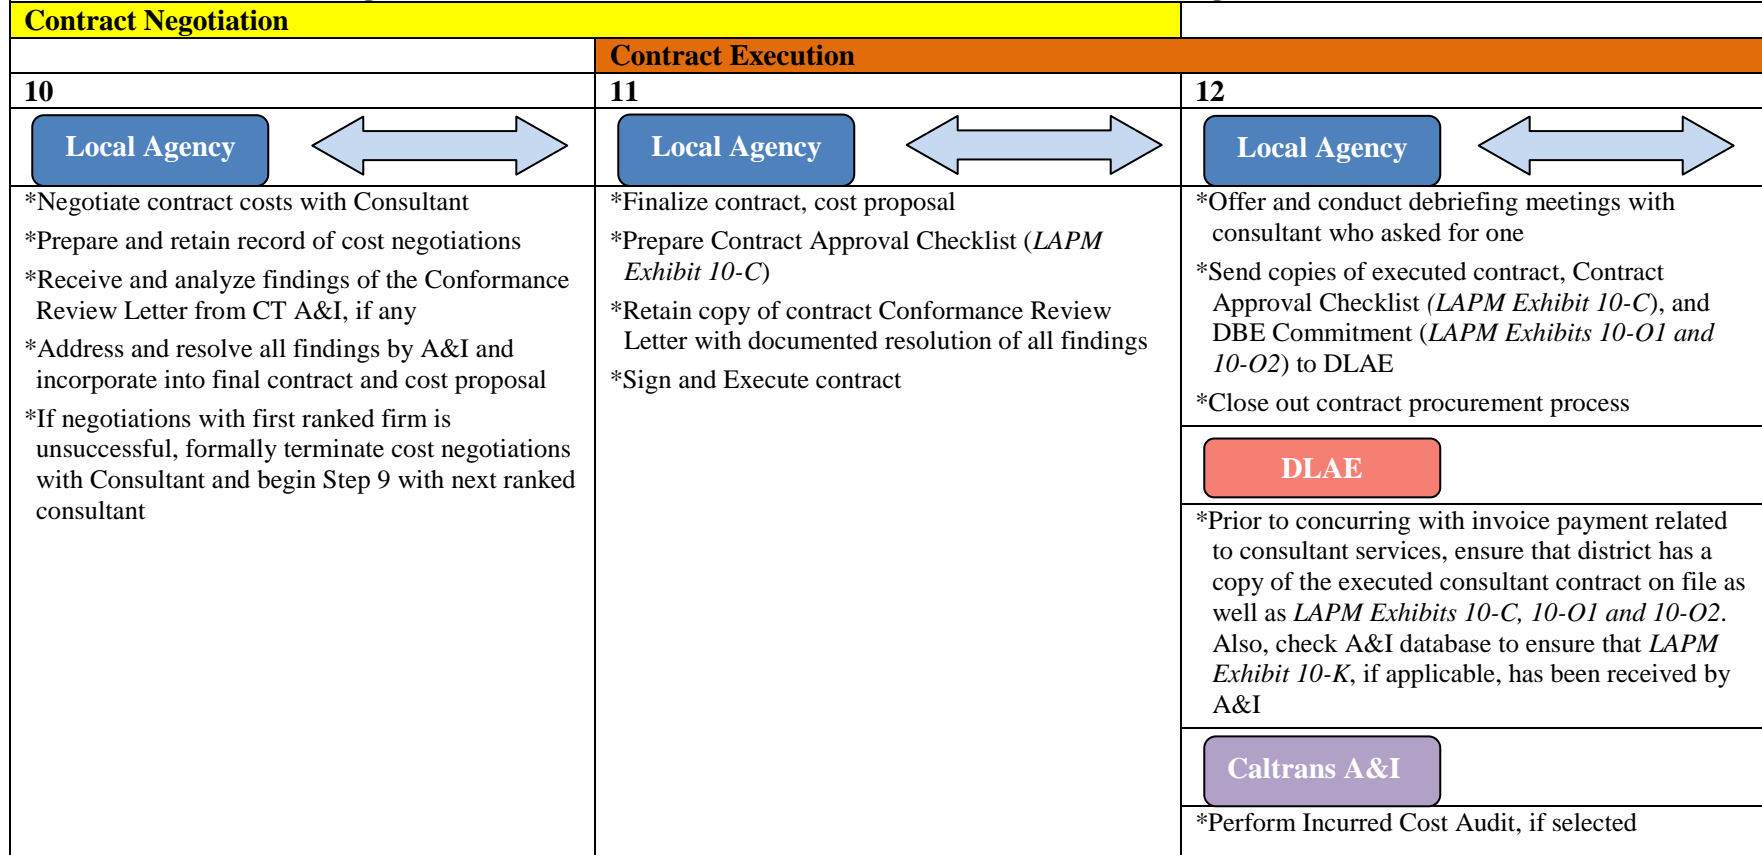 Contract Negotiation
Contract Execution
10
11
12
Local Agency
Local Agency
Local Agency
*Negotiate contract costs with Consultant
*Prepare and retain record of cost negotiations
*Receive and analyze findings of the Conformance
Review Letter from CT A&I, if any
*Address and resolve all findings by A&I and
incorporate into final contract and cost proposal
*If negotiations with first ranked firm is
unsuccessful, formally terminate cost negotiations
with Consultant and begin Step 9 with next ranked
consultant
*Finalize contract, cost proposal
*Prepare Contract Approval Checklist (LAPM
Exhibit 10-C)
*Retain copy of contract Conformance Review
Letter with documented resolution of all findings
*Sign and Execute contract
*Offer and conduct debriefing meetings with
consultant who asked for one
*Send copies of executed contract, Contract
Approval Checklist (LAPM Exhibit 10-C), and
DBE Commitment (LAPM Exhibits 10-O1 and
10-O2) to DLAE
*Close out contract procurement process
DLAE
*Prior to concurring with invoice payment related
to consultant services, ensure that district has a
copy of the executed consultant contract on file as
well as LAPM Exhibits 10-C, 10-O1 and 10-O2.
Also, check A&I database to ensure that LAPM
Exhibit 10-K, if applicable, has been received by
A&I
Caltrans A&I
*Perform Incurred Cost Audit, if selected